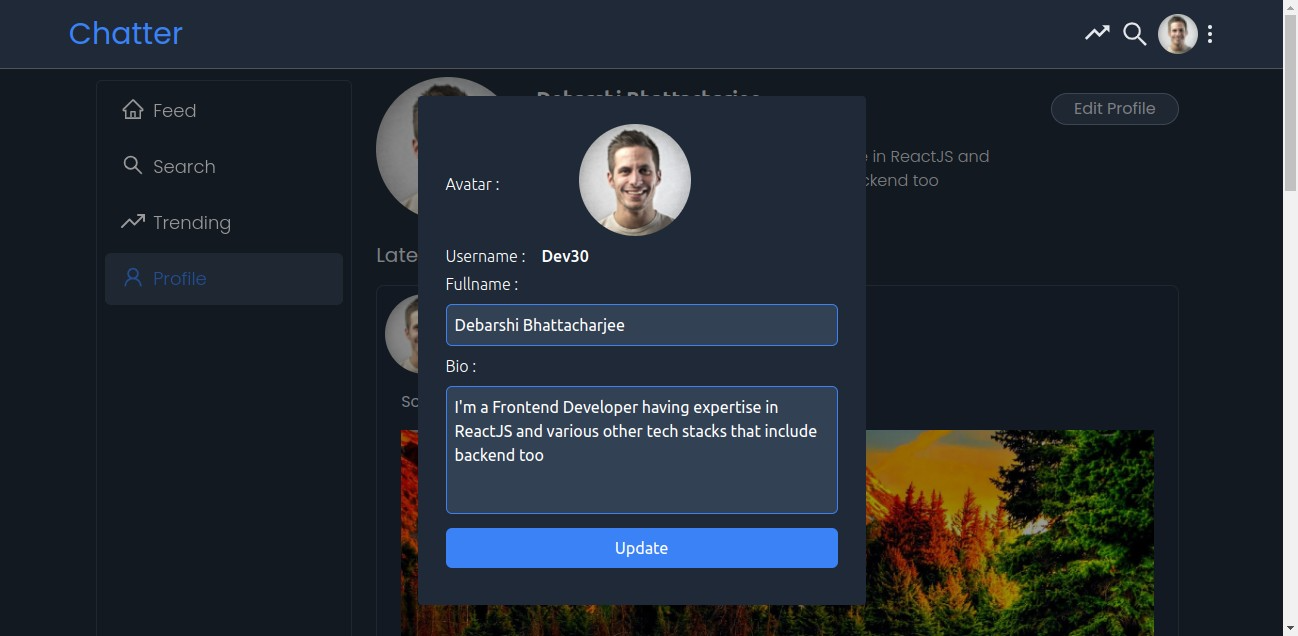 Chatter
Feed
Search
Trending
Profile
Edit Profile
in ReactJS and
ckend too
Late
Avatar :
Username : Dev30
Fullname :
Debarshi Bhattacharjee
Bio :
I'm a Frontend Developer having expertise in
ReactJS and various other tech stacks that include
backend too
Update